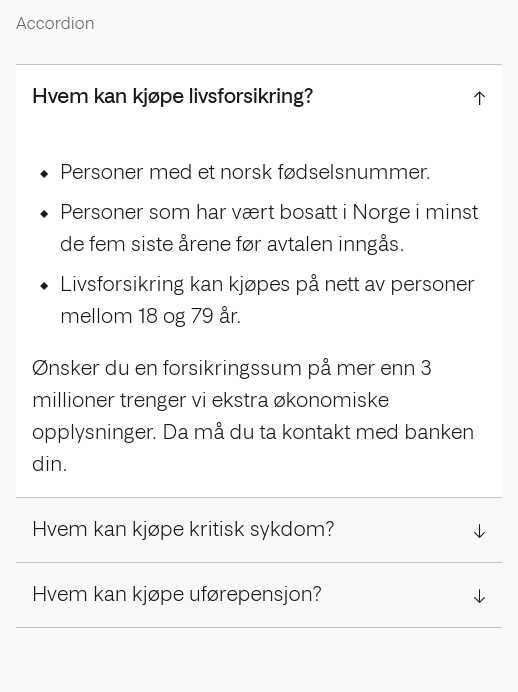 Accordion
Hvem kan kjøpe livsforsikring?
Personer med et norsk fødselsnummer.
Personer som har vært bosatt i Norge i minst
de fem siste årene før avtalen inngås.
Livsforsikring kan kjøpes på nett av personer
mellom 18 og 79 år.
Ønsker du en forsikringssum på mer enn 3
millioner trenger vi ekstra økonomiske
opplysninger. Da må du ta kontakt med banken
din.
Hvem kan kjøpe kritisk sykdom?
Hvem kan kjøpe uførepensjon?